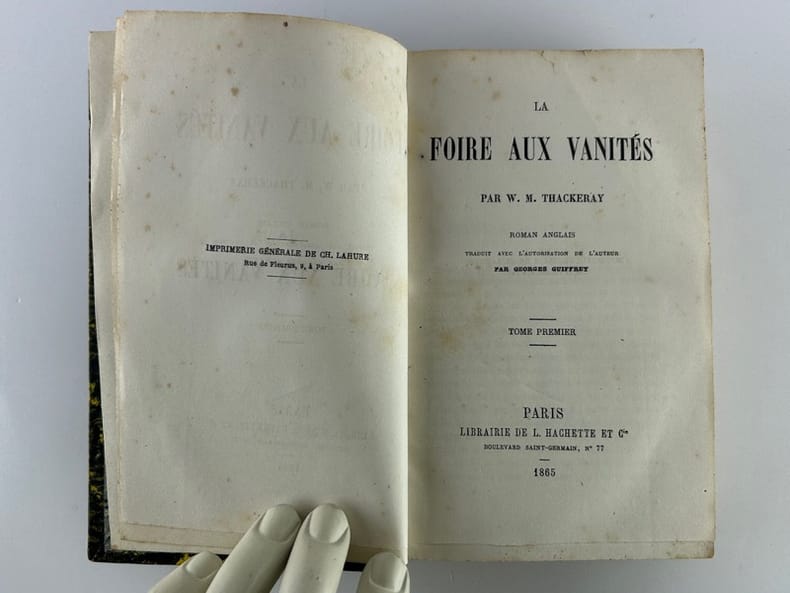 IMPRIMERIE GÉNÉRALE DE CH. LAHURE
Rue de Fleurus, 9, à Paris
LA
FOIRE AUX VANITÉS
PAR W. M. THACKERAY
ROMAN ANGLAIS
TRADUIT AVEC L'AUTORISATION DE L'AUTEUR
PAR GEORGES GUIFFREY
TOME PREMIER
PARIS
LIBRAIRIE DE L. HACHETTE ET Cie
BOULEVARD SAINT-GERMAIN, N° 77
1865